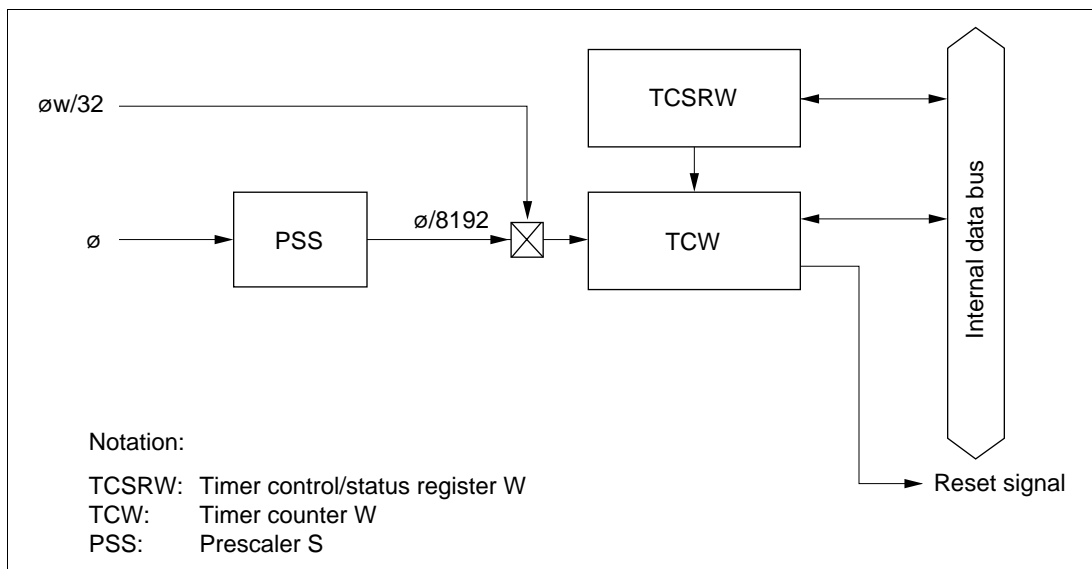 TCSRW
øw/32
ø/8192
ø
PSS
TCW
Internal data bus
Notation:
TCSRW: Timer control/status register W
TCW: Timer counter W
PSS: Prescaler S
Reset signal